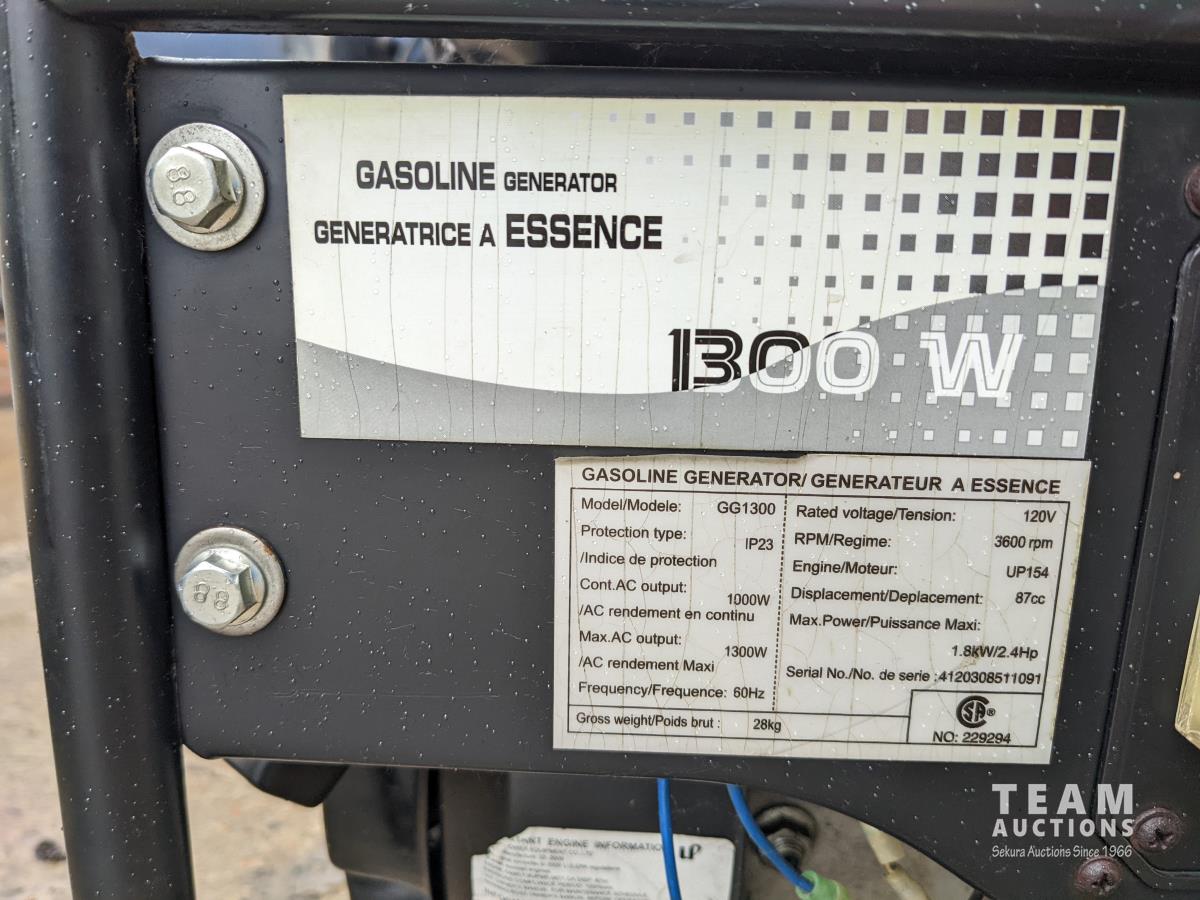 8.8
GASOLINE GENERATOR
GENERATRICE A ESSENCE
1300 W
GASOLINE GENERATOR/ GENERATEUR A ESSENCE
Model/Modele: GG1300
Protection type: IP23
/Indice de protection
Cont.AC output: 1000W
/AC rendement en continu
Max.AC output: 1300W
/AC rendement Maxi
Frequency/Frequence: 60Hz
Rated voltage/Tension: 120V
RPM/Regime: 3600 rpm
Engine/Moteur: UP154
Displacement/Deplacement: 87cc
Max.Power/Puissance Maxi:
1.8kW/2.4Hp
Serial No./No. de serie :4120308511091
Gross weight/Poids brut : 28kg
SA®
NO: 229294
8.8
ENGINE INFORMATION
TEAM
AUCTIONS
Sekura Auctions Since 1966